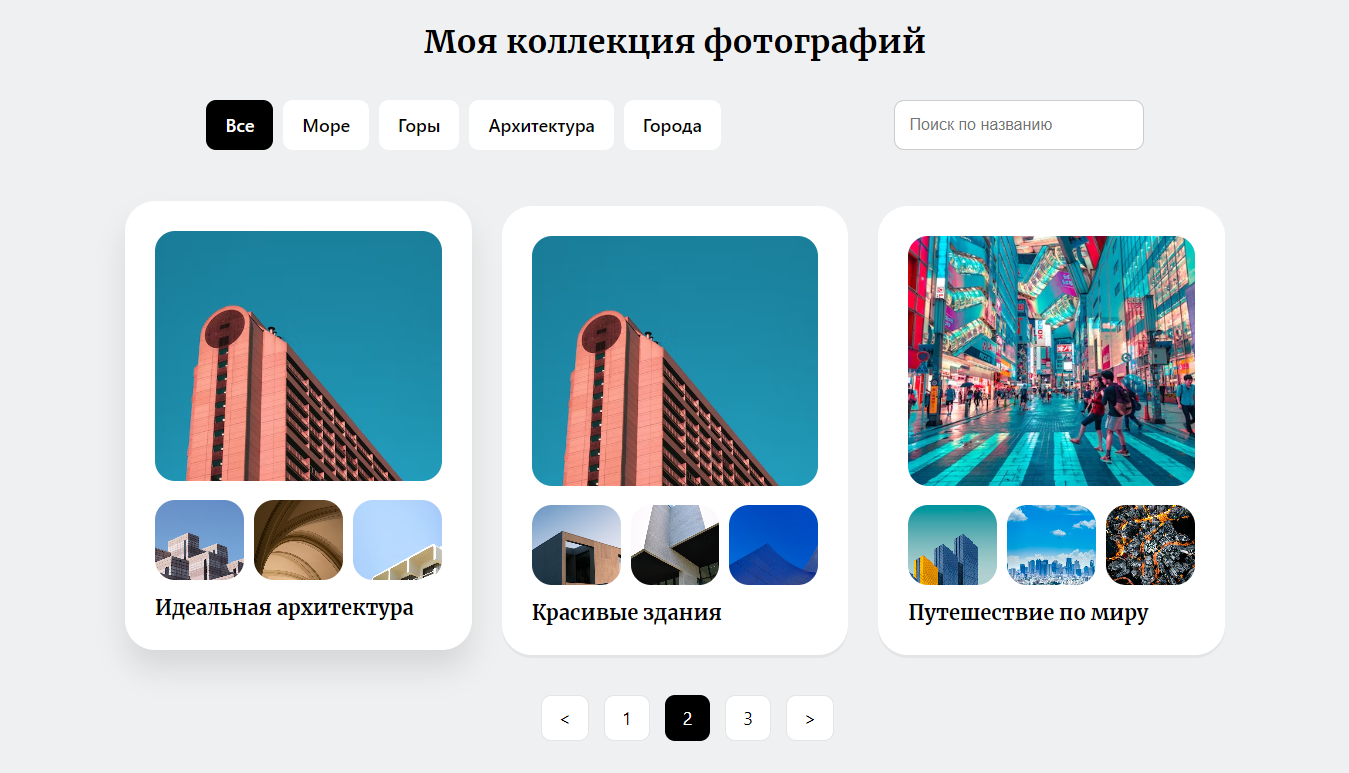 Моя коллекция фотографий
Все Море Горы Архитектура Города
Поиск по названию
Идеальная архитектура
Красивые здания
Путешествие по миру
< 1 2 3 >